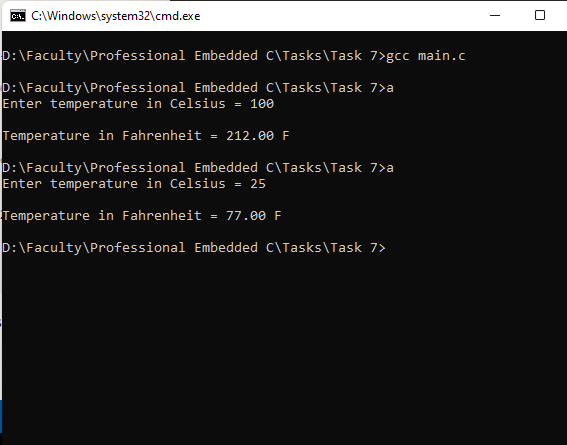 C:\Windows\system32\cmd.exe
D:\Faculty\Professional Embedded C\Tasks\Task 7>gcc main.c
D:\Faculty\Professional Embedded C\Tasks\Task 7>a
Enter temperature in Celsius = 100
Temperature in Fahrenheit = 212.00 F
D:\Faculty\Professional Embedded C\Tasks\Task 7>a
Enter temperature in Celsius = 25
Temperature in Fahrenheit = 77.00 F
D:\Faculty\Professional Embedded C\Tasks\Task 7>